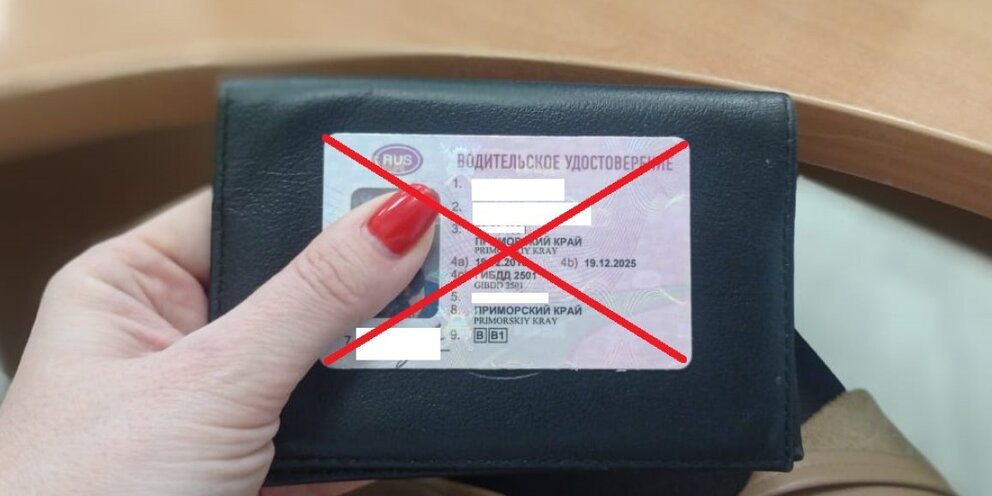 RUS
ВОДИТЕЛЬСКОЕ УДОСТОВЕРЕНИЕ
1.
2.
3.
ПРИМОРСКИЙ КРАЙ
PRIMORSKIY KRAY
4a) 4b) 19.12.2025
ГИБДД 2501
GIBDD 2501
5.
8. ПРИМОРСКИЙ КРАЙ
PRIMORSKIY KRAY
7
9. B B1